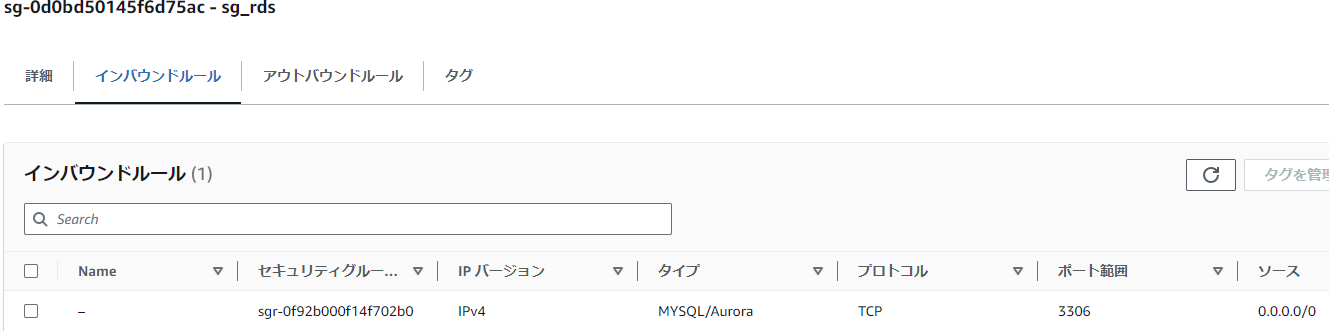 sg-0d0bd50145f6d75ac - sg_rds
詳細 インバウンドルール アウトバウンドルール タグ
インバウンドルール (1)
タグを管理
Search
Name セキュリティグルー... IP バージョン タイプ プロトコル ポート範囲 ソース
– sgr-0f92b000f14f702b0 IPv4 MYSQL/Aurora TCP 3306 0.0.0.0/0